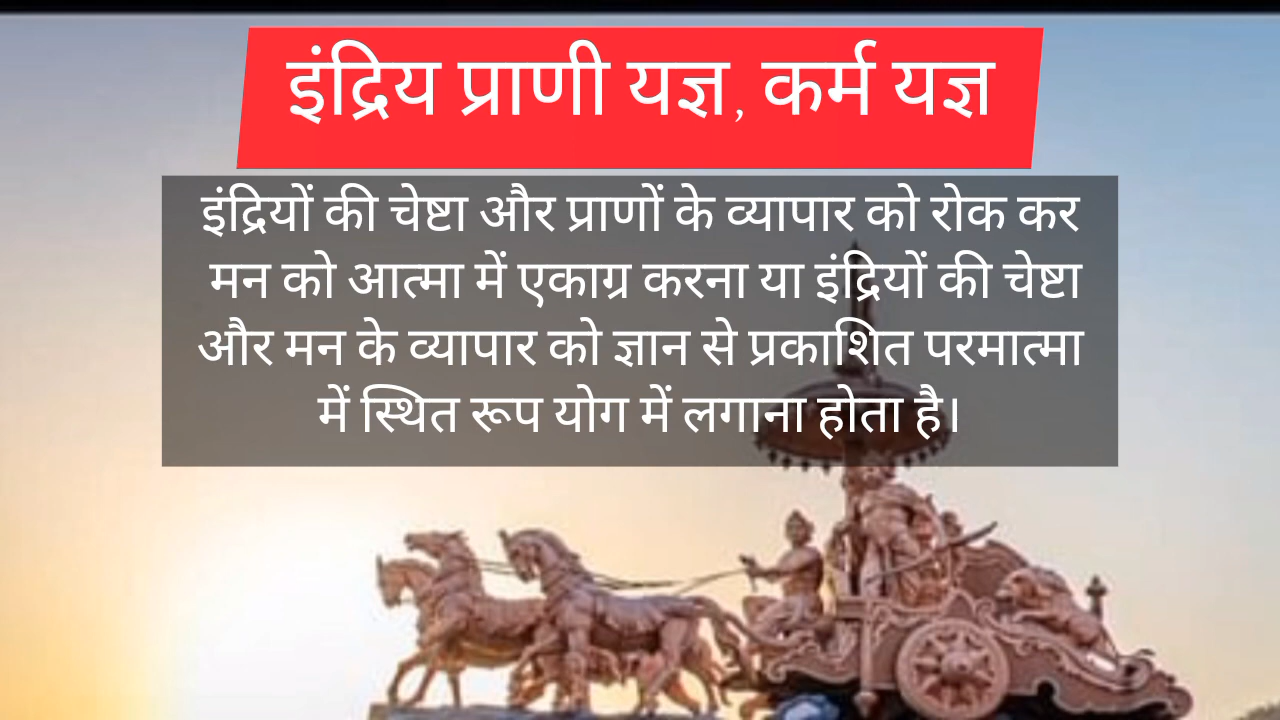 इंद्रिय प्राणी यज्ञ, कर्म यज्ञ
इंद्रियों की चेष्टा और प्राणों के व्यापार को रोक कर
मन को आत्मा में एकाग्र करना या इंद्रियों की चेष्टा
और मन के व्यापार को ज्ञान से प्रकाशित परमात्मा
में स्थित रूप योग में लगाना होता है।